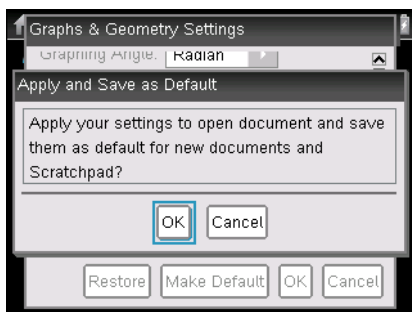 Graphs & Geometry Settings
Graphing Angle: Radian
Apply and Save as Default
Apply your settings to open document and save
them as default for new documents and
Scratchpad?
OK Cancel
Restore Make Default OK Cancel